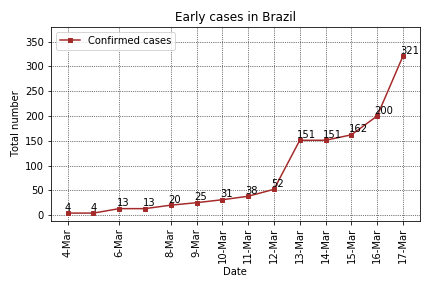 Early cases in Brazil
Confirmed cases
Total number
350
300
250
200
150
100
50
0
4
4
13
13
20
25
31
38
52
151
151
162
200
321
4-Mar
6-Mar
8-Mar
9-Mar
10-Mar
11-Mar
12-Mar
13-Mar
14-Mar
15-Mar
16-Mar
17-Mar
Date